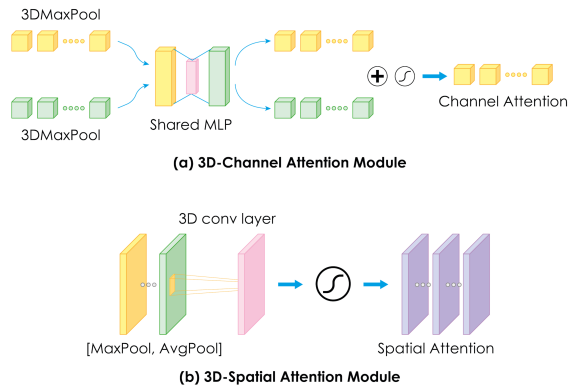 3DMaxPool
3DMaxPool
Shared MLP
Channel Attention
(a) 3D-Channel Attention Module
3D conv layer
[MaxPool, AvgPool]
Spatial Attention
(b) 3D-Spatial Attention Module